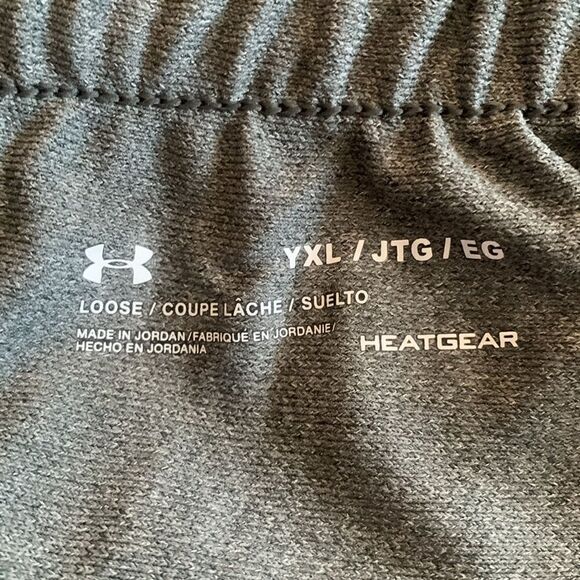 YXL / JTG / EG
LOOSE / COUPE LÂCHE / SUELTO
MADE IN JORDAN/FABRIQUÉ EN JORDANIE/
HECHO EN JORDANIA
HEATGEAR